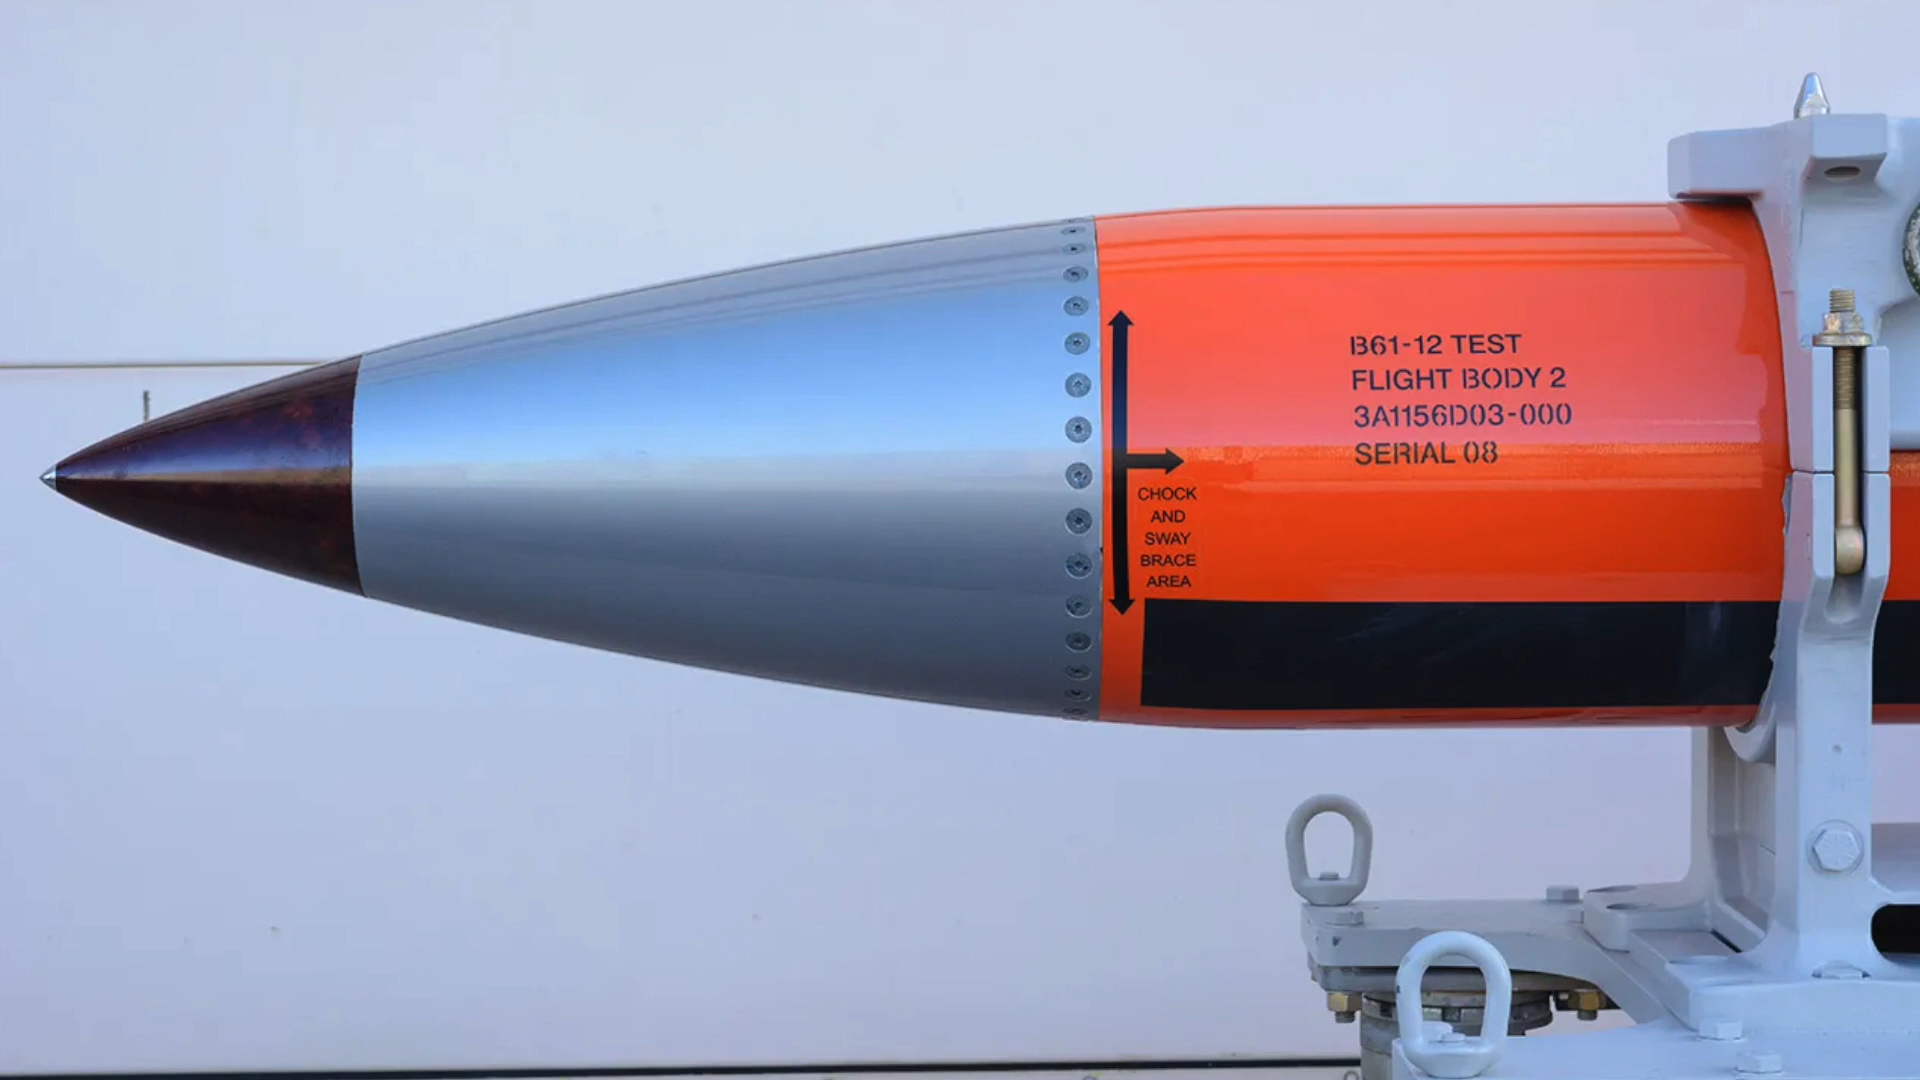 B61-12 TEST
FLIGHT BODY 2
3A1156D03-000
SERIAL 08
CHOCK
AND
SWAY
BRACE
AREA